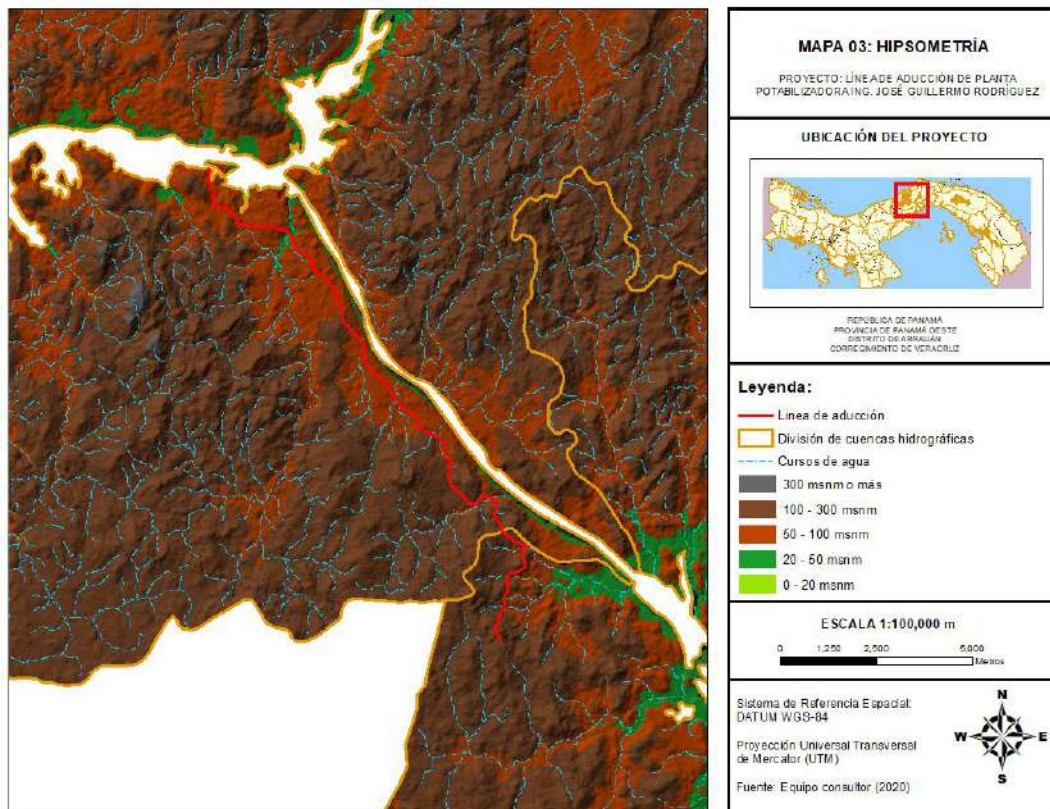 MAPA 03: HIPSOMETRÍA
PROYECTO: LÍNEA DE ADUCCIÓN DE PLANTA
POTABILIZADORA ING. JOSÉ GUILLERMO RODRÍGUEZ
UBICACIÓN DEL PROYECTO
REPÚBLICA DE PANAMÁ
PROVINCIA DE PANAMÁ OESTE
DISTRITO DE ARRAIJÁN
CORREGIMIENTO DE VERACRUZ
Leyenda:
Linea de aducción
División de cuencas hidrográficas
Cursos de agua
300 msnm o más
100 - 300 msnm
50 - 100 msnm
20 - 50 msnm
0 - 20 msnm
ESCALA 1:100,000 m
0 1,250 2,500 5,000
Metros
Sistema de Referencia Espacial:
DATUM WGS-84
Proyección Universal Transversal
de Mercator (UTM)
Fuente: Equipo consultor (2020)
N
W E
S